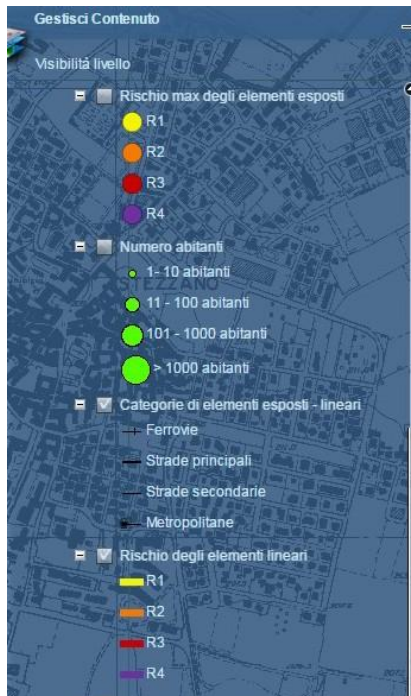 Gestisci Contenuto
Visibilità livello
Rischio max degli elementi esposti
R1
R2
R3
R4
Numero abitanti
1- 10 abitanti
STEZZANO
11 - 100 abitanti
101 - 1000 abitanti
> 1000 abitanti
Categorie di elementi esposti - lineari
Ferrovie
Strade principali
Strade secondarie
Metropolitane
Rischio degli elementi lineari
R1
R2
R3
R4